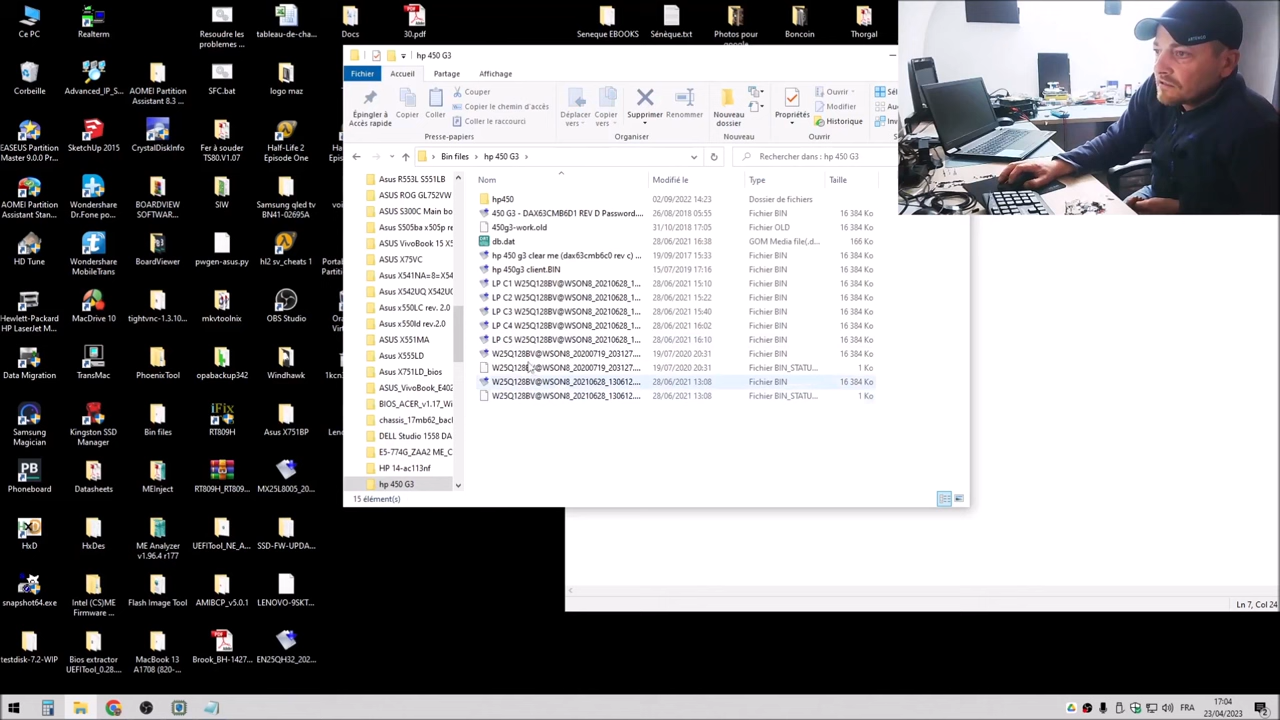 Ce PC
Realterm
Resoudre les
problemes ...
tableau-de-cha...
Docs
30.pdf
Seneque EBOOKS
Sénèque.txt
Photos pour
google
Boncoin
Thorgal
Corbeille
Advanced_IP_S...
AOMEI Partition
Assistant 8.3 ...
SFC.bat
logo maz
EASEUS Partition
Master 9.0.0 Pr...
SketchUp 2015
CrystalDiskInfo
Fer à souder
TS80.V1.07
Half-Life 2
Episode One
AOMEI Partition
Assistant Stan...
Wondershare
Dr.Fone po...
BOARDVIEW
SOFTWAR...
SIW
Samsung qled tv
BN41-02695A
HD Tune
Wondershare
MobileTrans
BoardViewer
pwgen-asus.py
hl2 sv_cheats 1
Hewlett-Packard
HP LaserJet M...
MacDrive 10
tightvnc-1.3.10...
mkvtoolnix
OBS Studio
Data Migration
TransMac
PhoenixTool
opabackup342
Windhawk
Samsung
Magician
Kingston SSD
Manager
Bin files
RT809H
Asus X751BP
Phoneboard
Datasheets
MEInject
RT809H_RT809...
MX25L8005_20...
HxD
HxDes
ME Analyzer
v1.96.4 r177
UEFITool_NE_A...
SSD-FW-UPDA...
snapshot64.exe
Intel (CS)ME
Firmware ...
Flash Image Tool
AMIBCP_v5.0.1
LENOVO-9SKT...
testdisk-7.2-WIP
Bios extractor
UEFITool_0.28....
MacBook 13
A1708 (820-...
Brook_BH-1427...
EN25QH32_202...
hp 450 G3
Fichier
Accueil
Partage
Affichage
Épingler à
Accès rapide
Copier
Coller
Couper
Copier le chemin d'accès
Coller le raccourci
Presse-papiers
Déplacer
vers
Copier
vers
Supprimer
Renommer
Organiser
Nouveau
dossier
Nouveau
Propriétés
Ouvrir
Modifier
Historique
Ouvrir
Bin files
hp 450 G3
Rechercher dans : hp 450 G3
Nom
Modifié le
Type
Taille
Asus R553L S551LB
ASUS ROG GL752VW
ASUS S300C Main bo
Asus S505ba x505p re
ASUS VivoBook 15 X5
ASUS X75VC
Asus X541NA=8=X54
Asus X542UQ X542UC
Asus x550LC rev. 2.0
Asus x550ld rev.2.0
ASUS X551MA
Asus X555LD
Asus X751LD_bios
ASUS_VivoBook_E402
BIOS_ACER_v1.17_Wi
chassis_17mb62_back
DELL Studio 1558 DA
E5-774G_ZAA2 ME_C
HP 14-ac113nf
hp 450 G3
hp450 02/09/2022 14:23 Dossier de fichiers
450 G3 - DAX63CMB6D1 REV D Password.... 26/08/2018 05:55 Fichier BIN 16 384 Ko
450g3-work.old 31/10/2018 17:05 Fichier OLD 16 384 Ko
db.dat 28/06/2021 16:38 GOM Media file(.d... 166 Ko
hp 450 g3 clear me (dax63cmb6c0 rev c) ... 19/09/2017 15:33 Fichier BIN 16 384 Ko
hp 450g3 client.BIN 15/07/2019 17:16 Fichier BIN 16 384 Ko
LP C1 W25Q128BV@WSON8_20210628_1... 28/06/2021 15:10 Fichier BIN 16 384 Ko
LP C2 W25Q128BV@WSON8_20210628_1... 28/06/2021 15:22 Fichier BIN 16 384 Ko
LP C3 W25Q128BV@WSON8_20210628_1... 28/06/2021 15:40 Fichier BIN 16 384 Ko
LP C4 W25Q128BV@WSON8_20210628_1... 28/06/2021 16:02 Fichier BIN 16 384 Ko
LP C5 W25Q128BV@WSON8_20210628_1... 28/06/2021 16:10 Fichier BIN 16 384 Ko
W25Q128BV@WSON8_20200719_203127.... 19/07/2020 20:31 Fichier BIN 16 384 Ko
W25Q128BV@WSON8_20200719_203127.... 19/07/2020 20:31 Fichier BIN_STATU... 1 Ko
W25Q128BV@WSON8_20210628_130612.... 28/06/2021 13:08 Fichier BIN 16 384 Ko
W25Q128BV@WSON8_20210628_130612.... 28/06/2021 13:08 Fichier BIN_STATU... 1 Ko
15 élément(s)
Ln 7, Col 24
FRA
17:04
23/04/2023